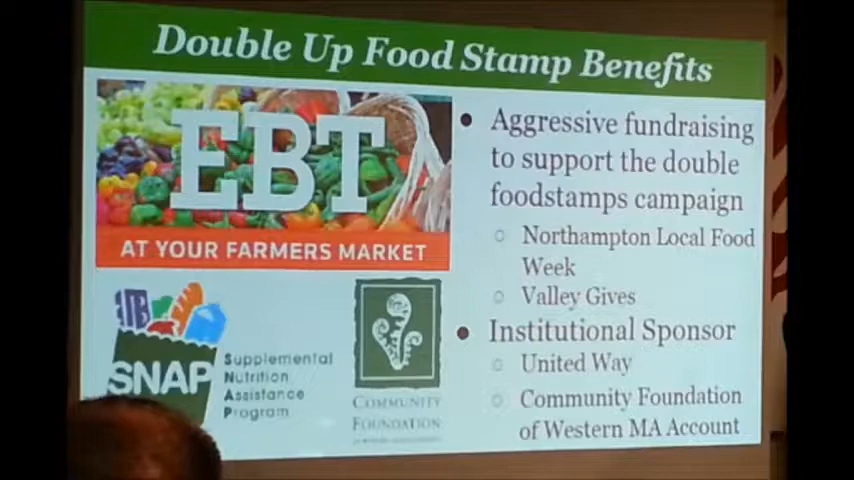 Double Up Food Stamp Benefits
EBT
AT YOUR FARMERS MARKET
SNAP
Supplemental
Nutrition
Assistance
Program
COMMUNITY
FOUNDATION
• Aggressive fundraising
to support the double
foodstamps campaign
○ Northampton Local Food
Week
○ Valley Gives
• Institutional Sponsor
○ United Way
○ Community Foundation
of Western MA Account